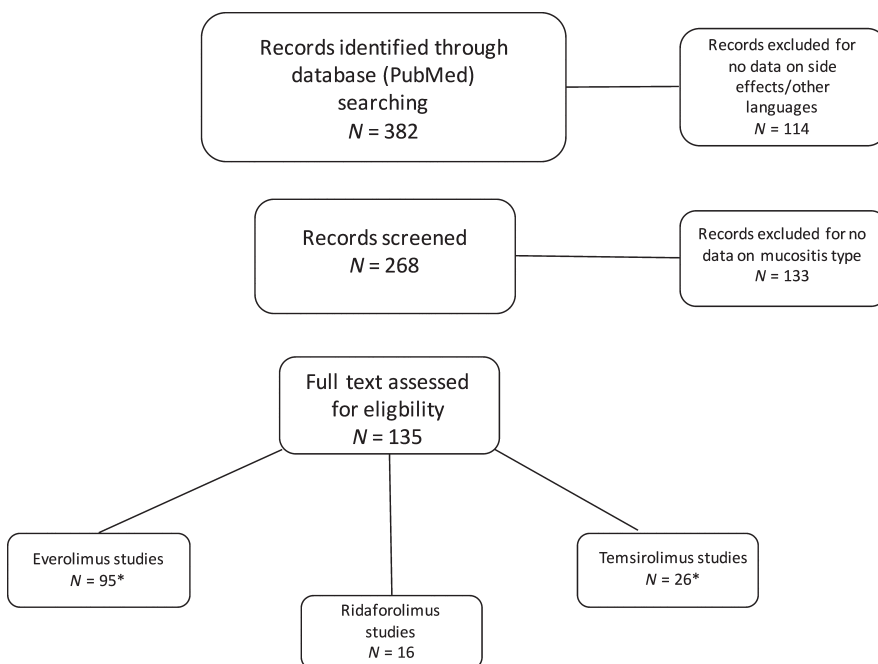 Records identified through
database (PubMed)
searching
N = 382
Records excluded for
no data on side
effects/other
languages
N = 114
Records screened
N = 268
Records excluded for no
data on mucositis type
N = 133
Full text assessed
for eligbility
N = 135
Everolimus studies
N = 95*
Ridaforolimus
studies
N = 16
Temsirolimus studies
N = 26*